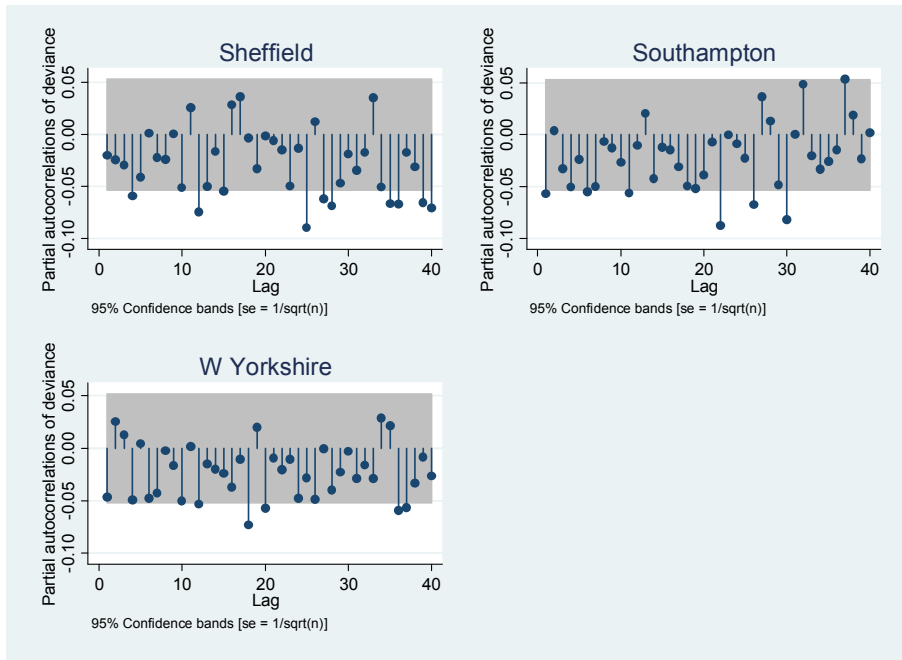 Sheffield
Partial autocorrelations of deviance
0.05
0.00
-0.05
-0.10
0
10
20
30
40
Lag
95% Confidence bands [se = 1/sqrt(n)]
Southampton
Partial autocorrelations of deviance
0.05
0.00
-0.05
-0.10
0
10
20
30
40
Lag
95% Confidence bands [se = 1/sqrt(n)]
W Yorkshire
Partial autocorrelations of deviance
0.05
0.00
-0.05
-0.10
0
10
20
30
40
Lag
95% Confidence bands [se = 1/sqrt(n)]